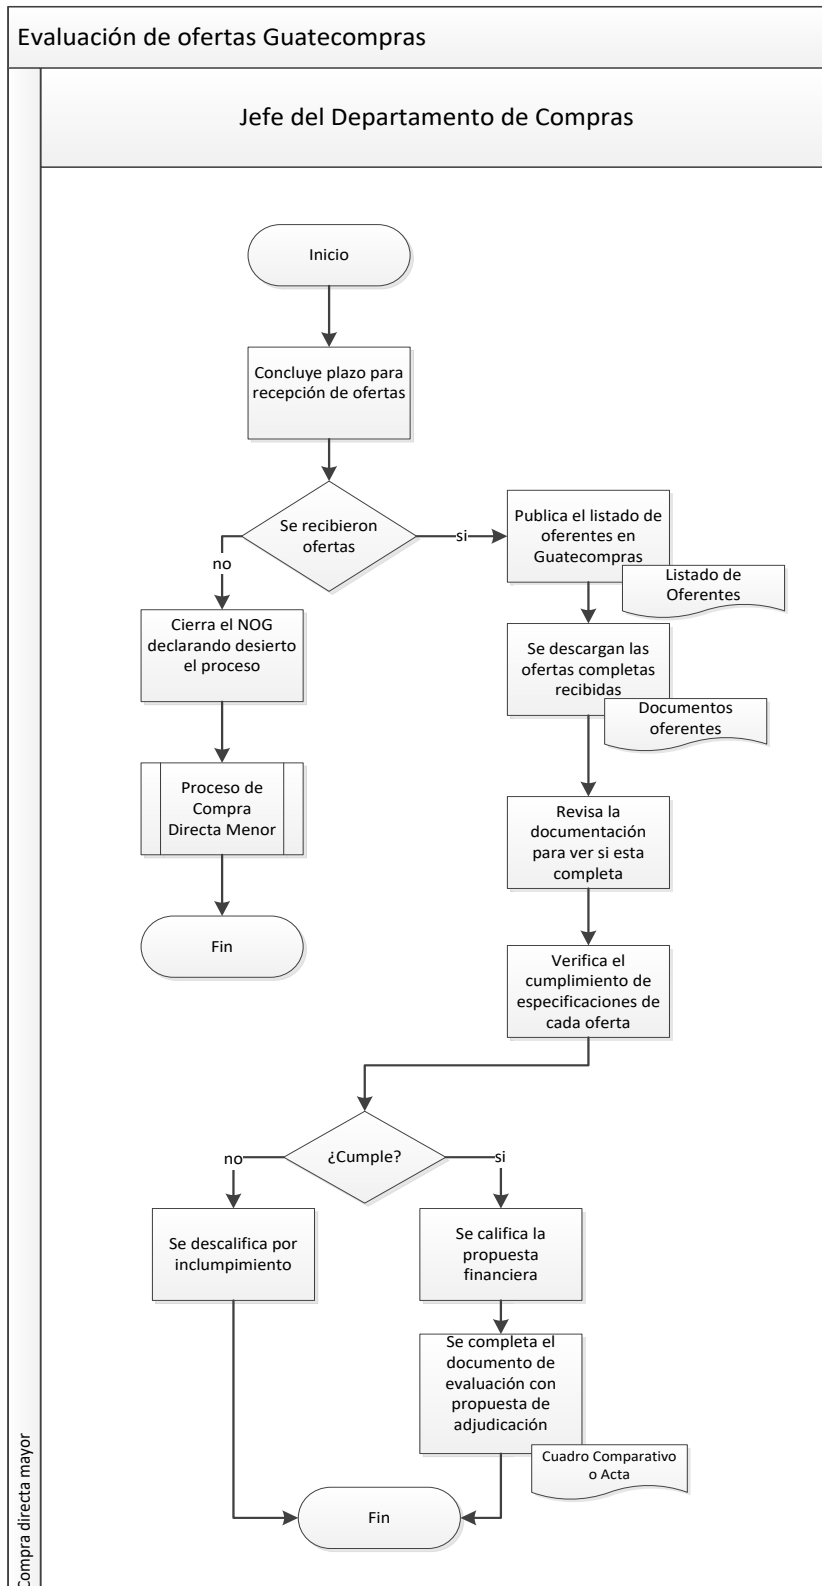 Evaluación de ofertas Guatecompras
Jefe del Departamento de Compras
Inicio
Concluye plazo para
recepción de ofertas
Se recibieron
ofertas
si
no
Publica el listado de
oferentes en
Guatecompras
Listado de
Oferentes
Cierra el NOG
declarando desierto
el proceso
Se descargan las
ofertas completas
recibidas
Documentos
oferentes
Proceso de
Compra
Directa Menor
Revisa la
documentación
para ver si esta
completa
Fin
Verifica el
cumplimiento de
especificaciones de
cada oferta
¿Cumple?
no
si
Se descalifica por
inclumpimiento
Se califica la
propuesta
financiera
Se completa el
documento de
evaluación con
propuesta de
adjudicación
Cuadro Comparativo
o Acta
Fin
Compra directa mayor